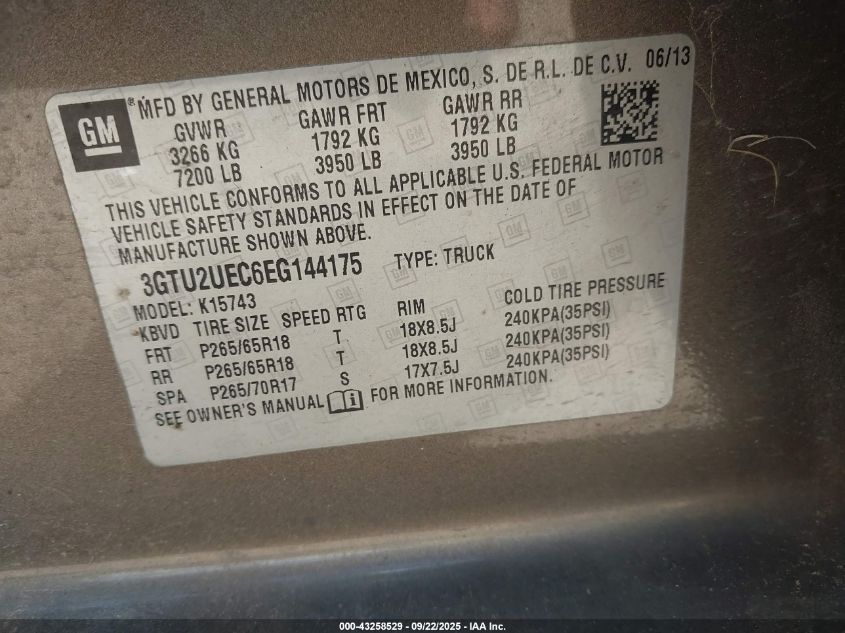 GM
® MFD BY GENERAL MOTORS DE MEXICO, S. DE R.L. DE C.V. 06/13
GVWR GAWR FRT GAWR RR
3266 KG 1792 KG 1792 KG
7200 LB 3950 LB 3950 LB
THIS VEHICLE CONFORMS TO ALL APPLICABLE U.S. FEDERAL MOTOR
VEHICLE SAFETY STANDARDS IN EFFECT ON THE DATE OF
MANUFACTURE SHOWN ABOVE.
3GTU2UEC6EG144175 TYPE: TRUCK
MODEL: K15743
KBVD TIRE SIZE SPEED RTG RIM COLD TIRE PRESSURE
FRT P265/65R18 T 18X8.5J 240KPA(35PSI)
RR P265/65R18 T 18X8.5J 240KPA(35PSI)
SPA P265/70R17 S 17X7.5J 240KPA(35PSI)
SEE OWNER'S MANUAL FOR MORE INFORMATION.
000-43258529 - 09/22/2025 - IAA Inc.